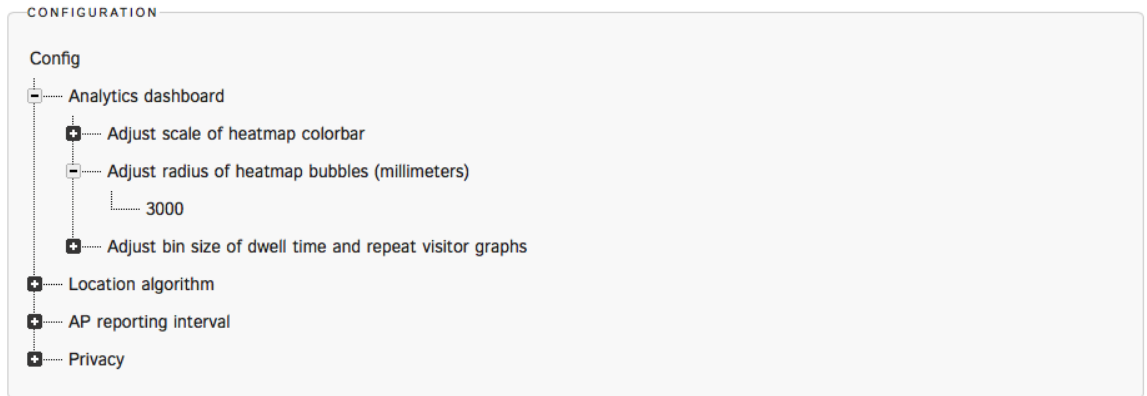 CONFIGURATION
Config
Analytics dashboard
Adjust scale of heatmap colorbar
Adjust radius of heatmap bubbles (millimeters)
3000
Adjust bin size of dwell time and repeat visitor graphs
Location algorithm
AP reporting interval
Privacy